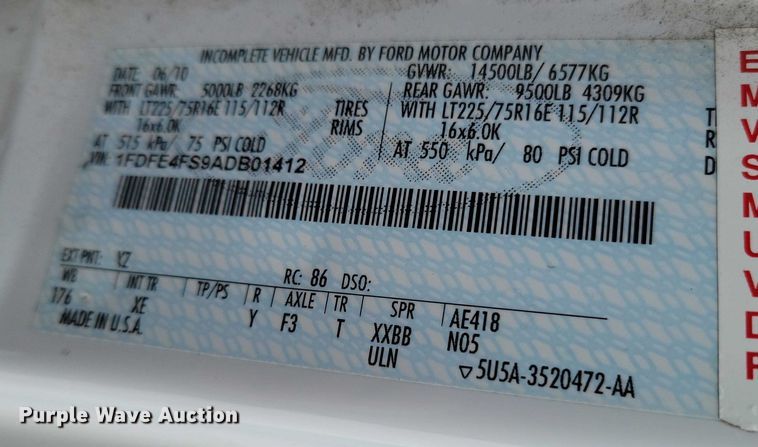 INCOMPLETE VEHICLE MFD. BY FORD MOTOR COMPANY
DATE 06/10 GVWR: 14500LB/ 6577KG
FRONT GAWR: 5000LB 2268KG REAR GAWR: 9500LB 4309KG
WITH LT225/75R16E 115/112R TIRES WITH LT225/75R16E 115/112R TI
16x6.0K RIMS 16x6.0K R
AT 515 kPa/ 75 PSI COLD AT 550 kPa/ 80 PSI COLD D
VIN: 1FDFE4FS9ADB01412
EXT PNT: YZ RC: 86 DSO:
WB INT TR TP/PS R AXLE TR SPR AE418
176 XE Y F3 T XXBB N05
MADE IN U.S.A. ULN ▽5U5A-3520472-AA
E
M
V
S
M
U
V
D
Purple Wave Auction